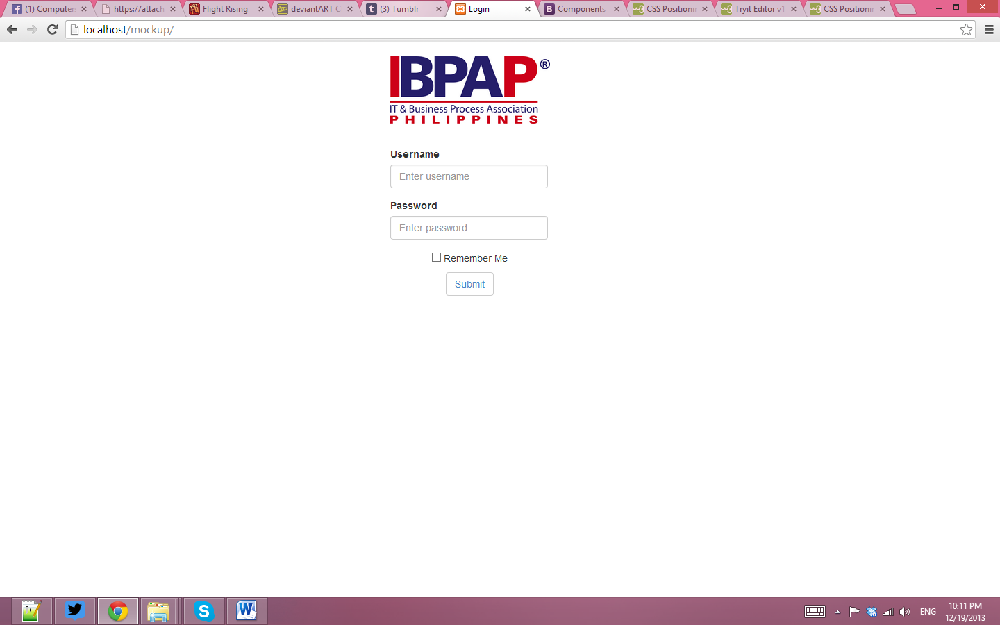 (1) Computer
https://attach
Flight Rising
deviantART C
(3) Tumblr
Login
Components
CSS Positioni
Tryit Editor v1
CSS Positionin
localhost/mockup/
IBPAP®
IT & Business Process Association
PHILIPPINES
Username
Enter username
Password
Enter password
Remember Me
Submit
ENG
10:11 PM
12/19/2013